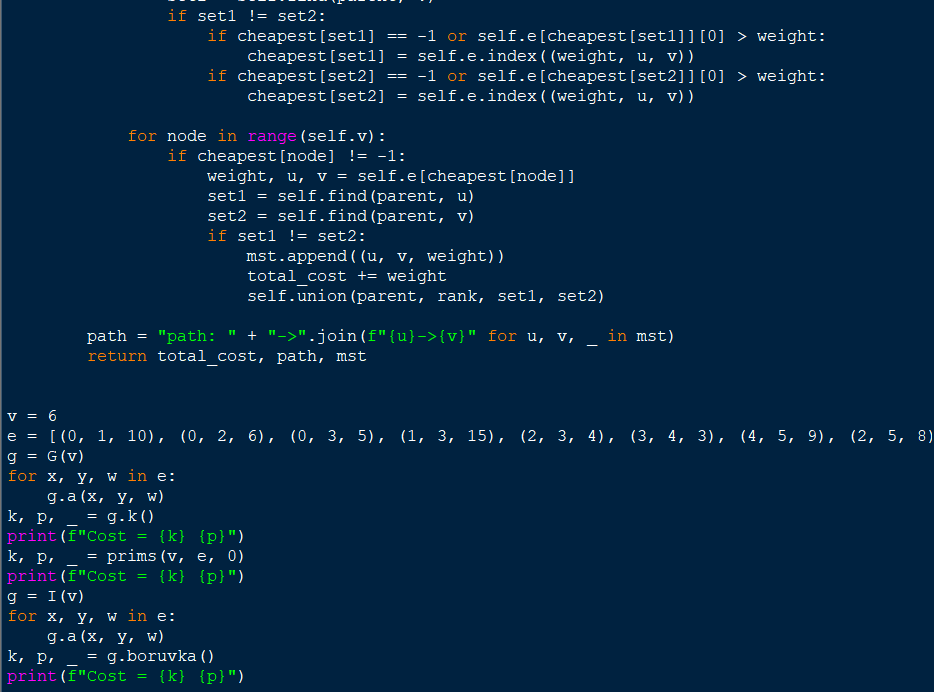 if set1 != set2:
if cheapest[set1] == -1 or self.e[cheapest[set1]][0] > weight:
cheapest[set1] = self.e.index((weight, u, v))
if cheapest[set2] == -1 or self.e[cheapest[set2]][0] > weight:
cheapest[set2] = self.e.index((weight, u, v))
for node in range(self.v):
if cheapest[node] != -1:
weight, u, v = self.e[cheapest[node]]
set1 = self.find(parent, u)
set2 = self.find(parent, v)
if set1 != set2:
mst.append((u, v, weight))
total_cost += weight
self.union(parent, rank, set1, set2)
path = "path: " + "->".join(f"{u}->{v}" for u, v, _ in mst)
return total_cost, path, mst
v = 6
e = [(0, 1, 10), (0, 2, 6), (0, 3, 5), (1, 3, 15), (2, 3, 4), (3, 4, 3), (4, 5, 9), (2, 5, 8)
g = G(v)
for x, y, w in e:
g.a(x, y, w)
k, p, _ = g.k()
print(f"Cost = {k} {p}")
k, p, _ = prims(v, e, 0)
print(f"Cost = {k} {p}")
g = I(v)
for x, y, w in e:
g.a(x, y, w)
k, p, _ = g.boruvka()
print(f"Cost = {k} {p}")